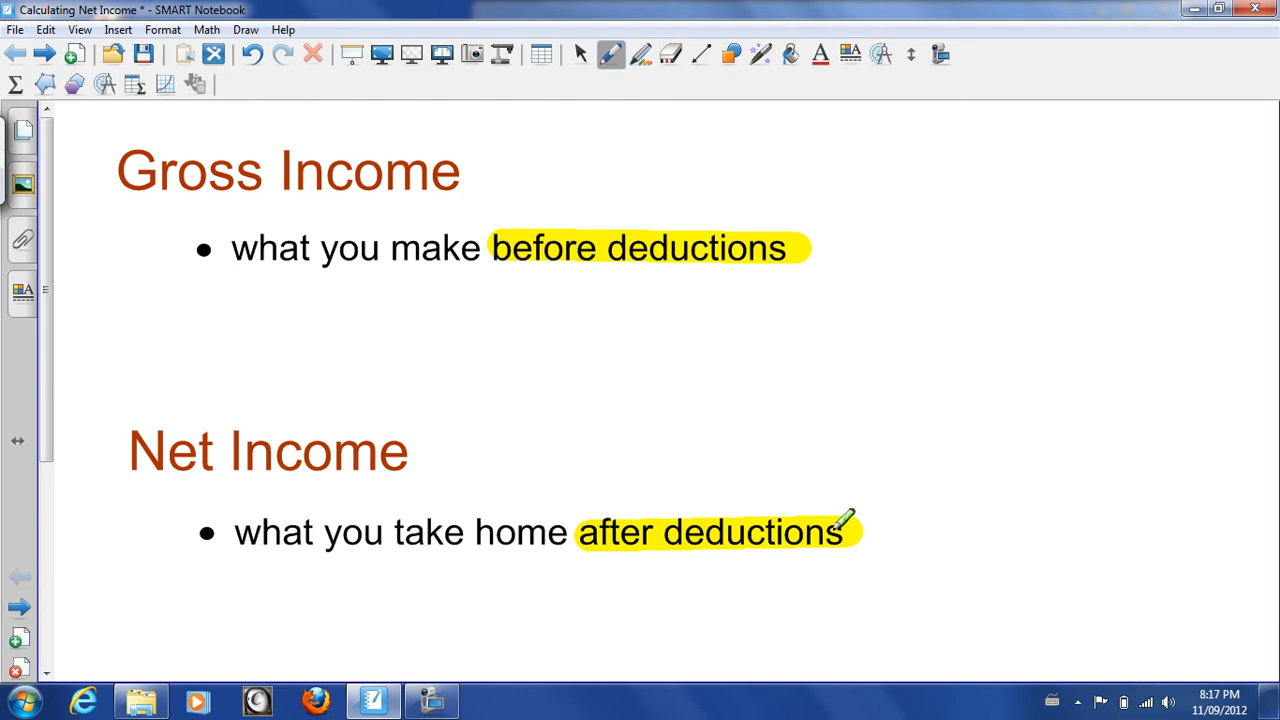 Calculating Net Income * - SMART Notebook
File Edit View Insert Format Math Draw Help
Gross Income
• what you make before deductions
Net Income
• what you take home after deductions
8:17 PM
11/09/2012